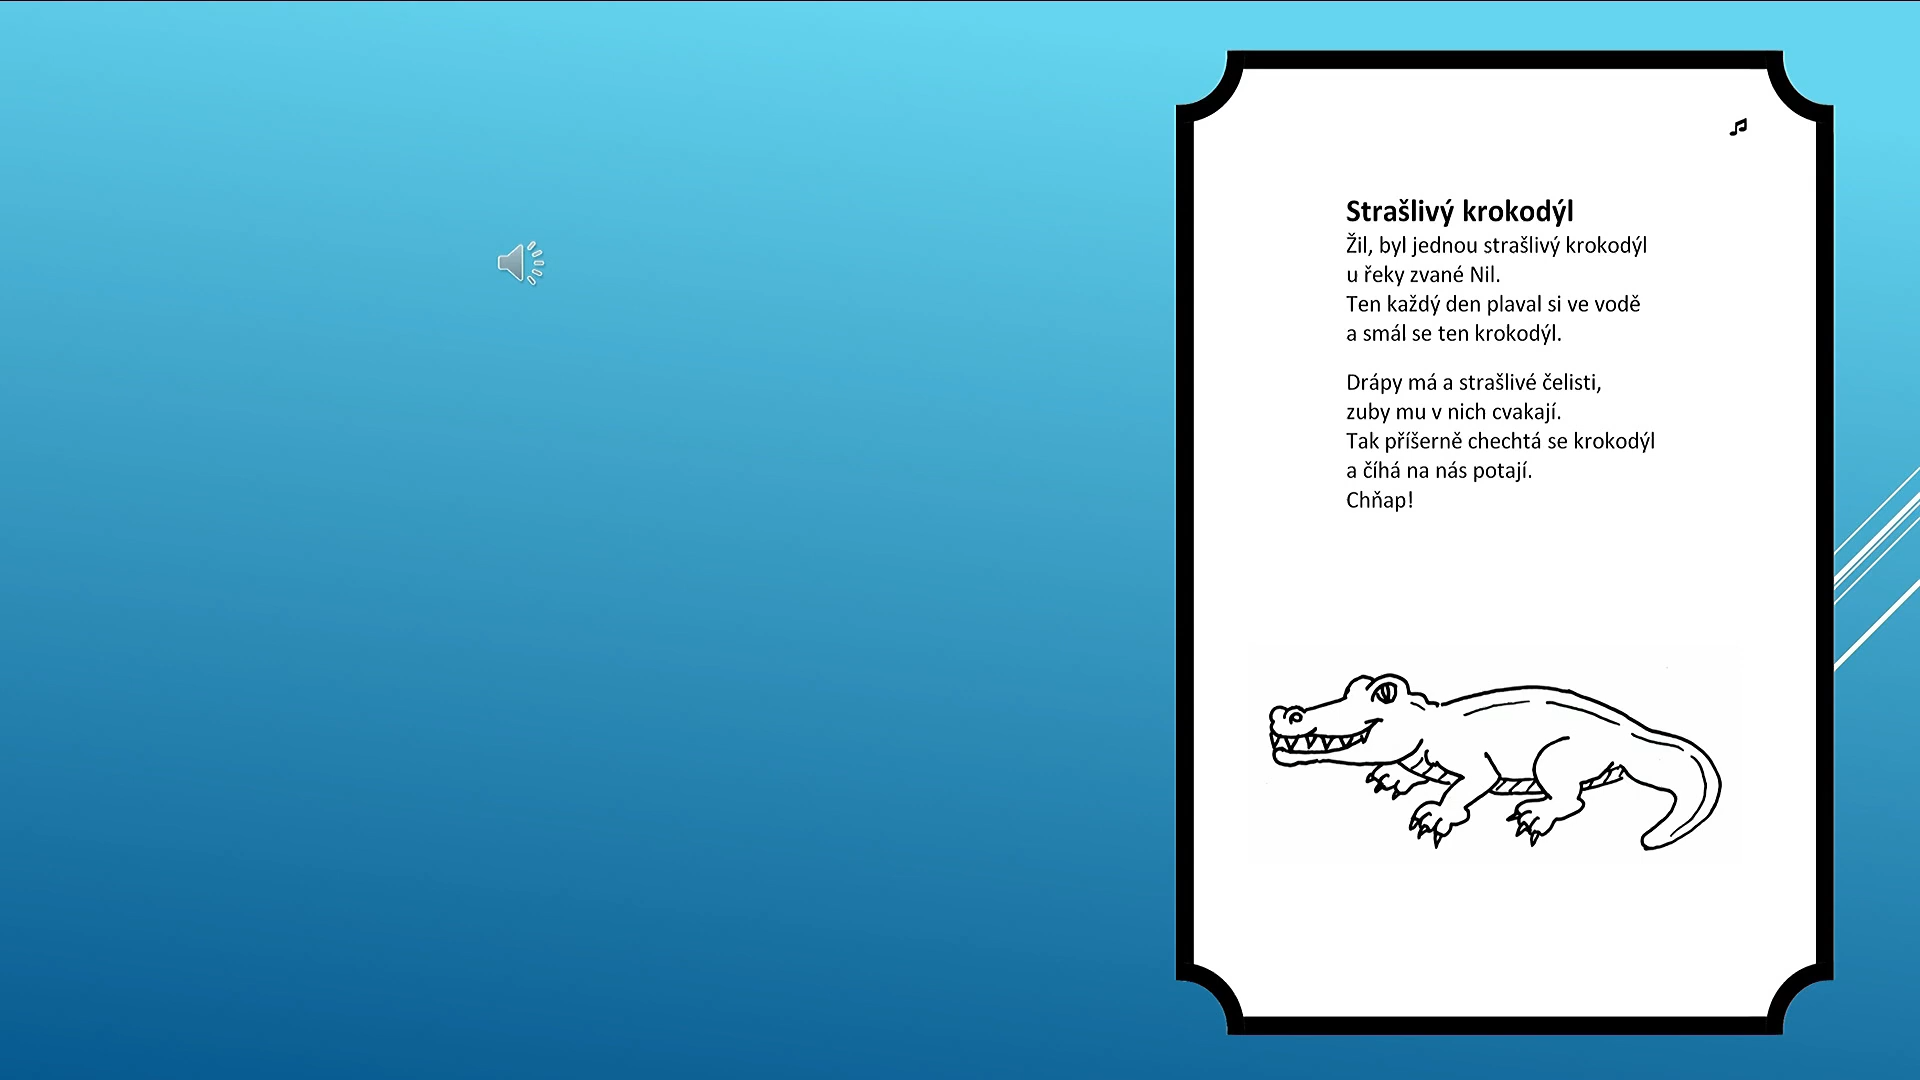 Strašlivý krokodýl
Žil, byl jednou strašlivý krokodýl
u řeky zvané Nil.
Ten každý den plaval si ve vodě
a smál se ten krokodýl.
Drápy má a strašlivé čelisti,
zuby mu v nich cvakají.
Tak příšerně chechtá se krokodýl
a číhá na nás potají.
Chňap!